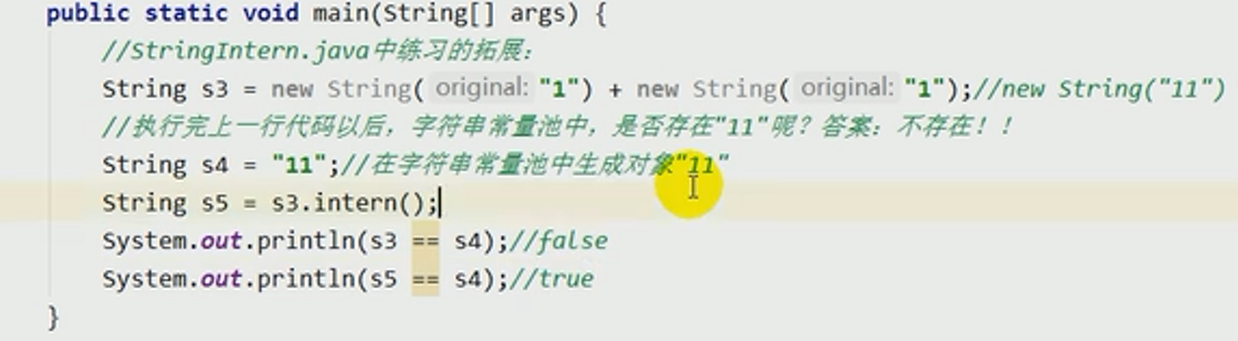 public static void main(String[] args) {
//StringIntern.java中练习的拓展：
String s3 = new String( original: "1") + new String( original: "1");//new String("11")
//执行完上一行代码以后，字符串常量池中，是否存在"11"呢？答案：不存在！！
String s4 = "11";//在字符串常量池中生成对象"11"
String s5 = s3.intern();
System.out.println(s3 == s4);//false
System.out.println(s5 == s4);//true
}